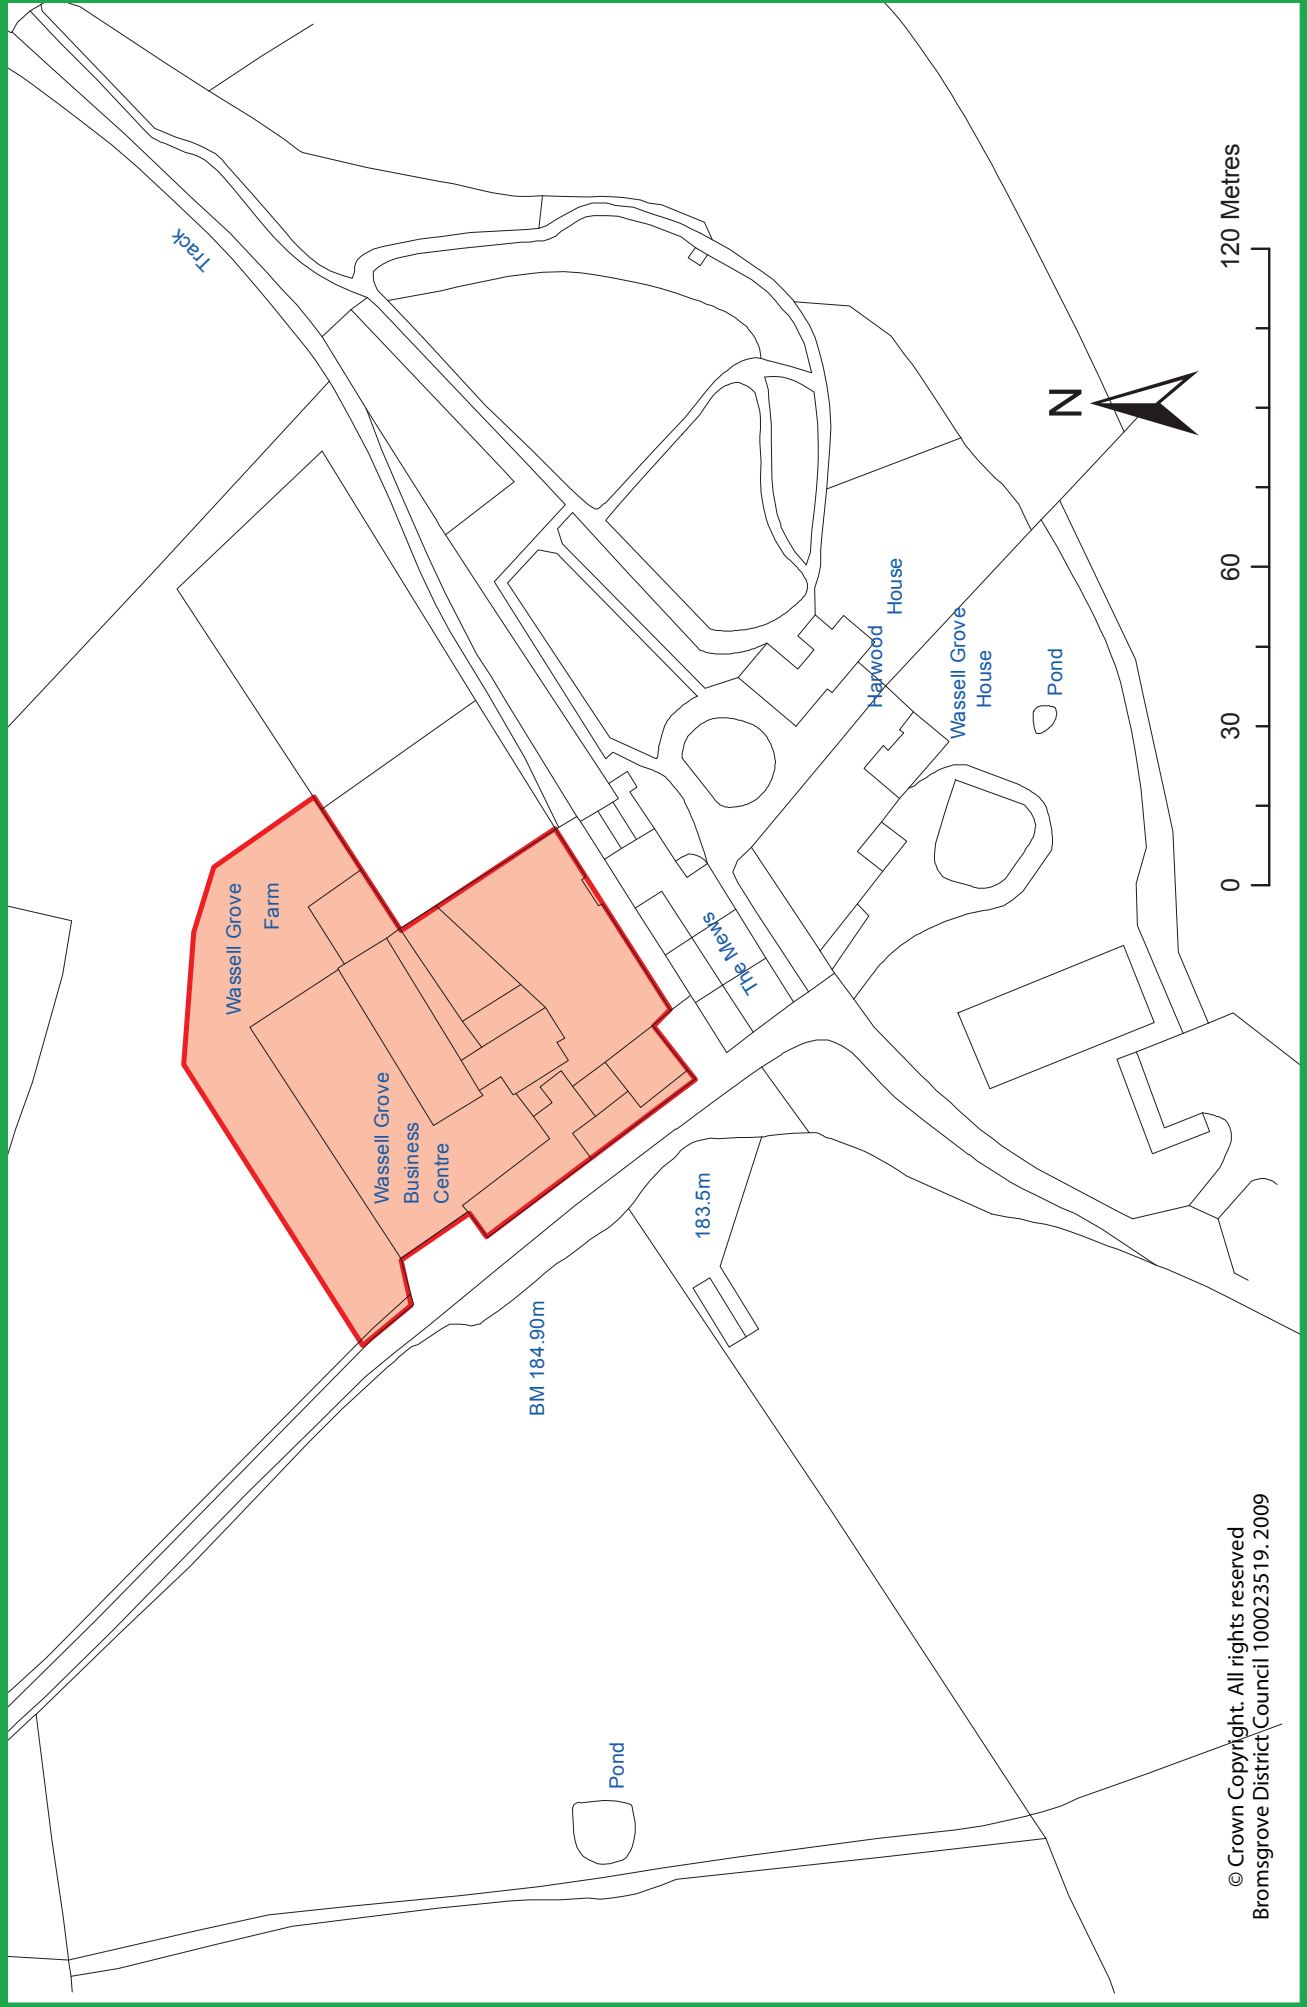 Track
Wassell Grove
Farm
Wassell Grove
Business
Centre
The Mews
Harwood
House
Wassell Grove
House
Pond
183.5m
BM 184.90m
Pond
N
0
30
60
120 Metres
© Crown Copyright. All rights reserved
Bromsgrove District Council 100023519. 2009